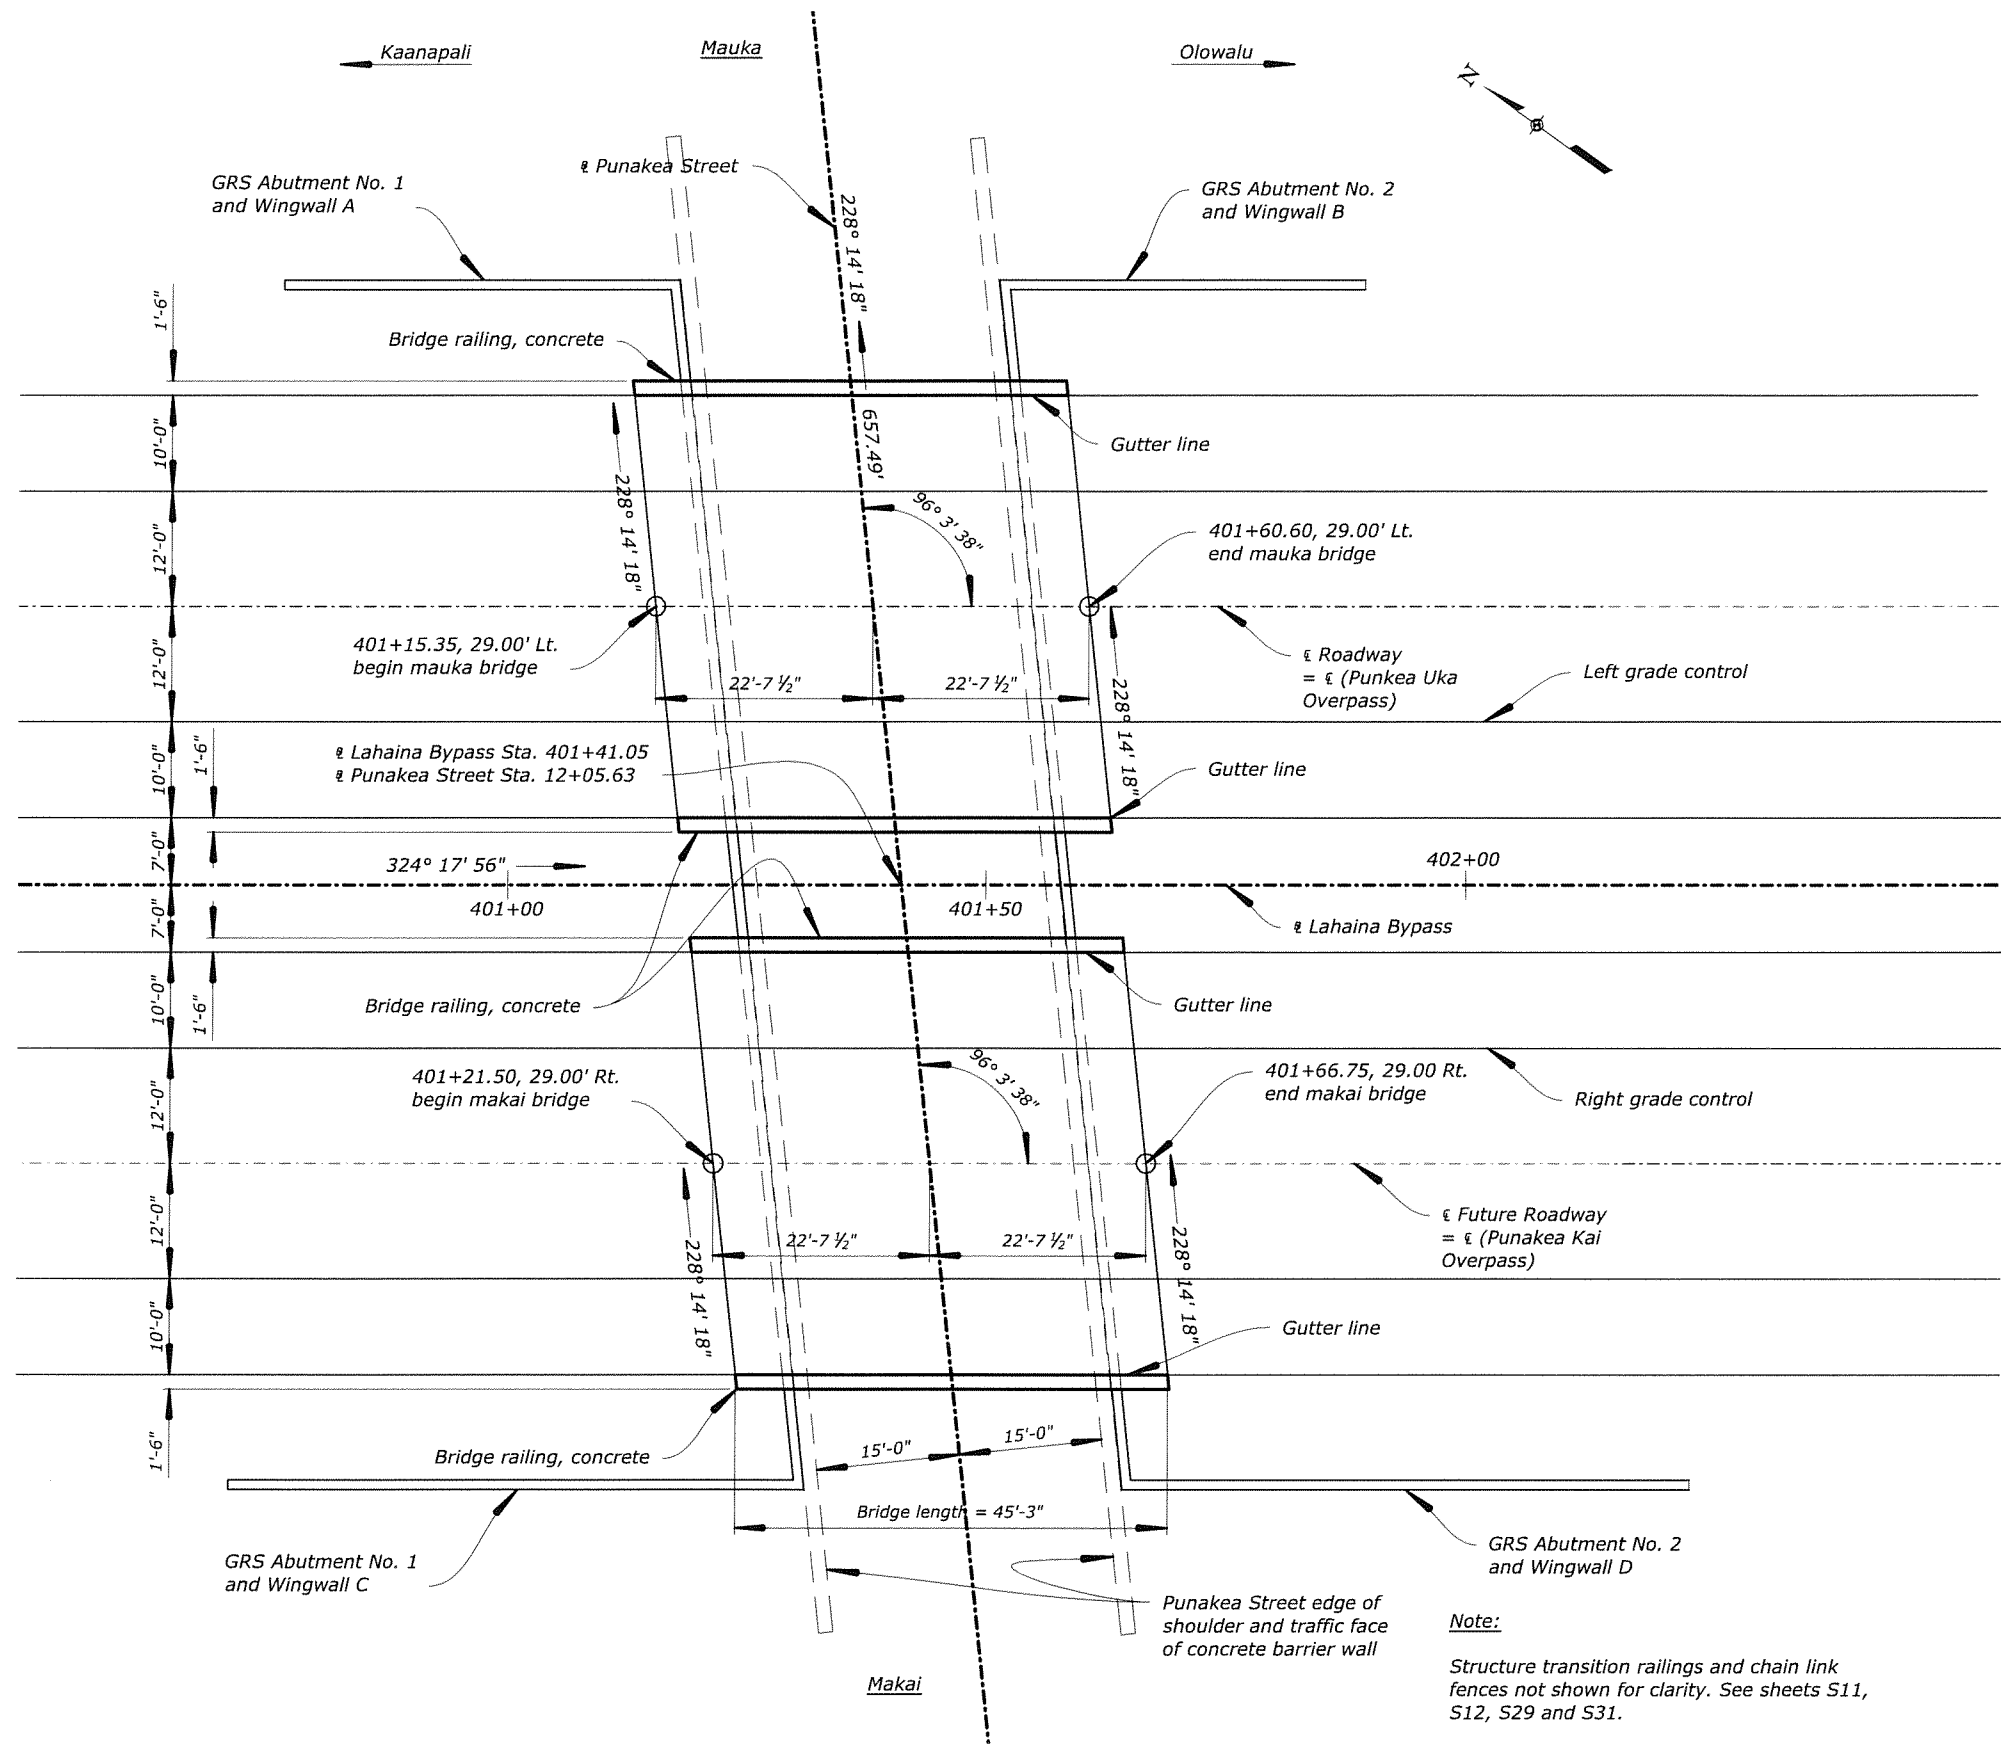 Kaanapali
Mauka
Olowalu
N
℄ Punakea Street
GRS Abutment No. 1
and Wingwall A
GRS Abutment No. 2
and Wingwall B
228° 14' 18"
1'-6"
Bridge railing, concrete
Gutter line
657.49'
10'-0"
228° 14' 18"
96° 3' 38"
401+60.60, 29.00' Lt.
end mauka bridge
12'-0"
401+15.35, 29.00' Lt.
begin mauka bridge
℄ Roadway
= ℄ (Punkea Uka
Overpass)
Left grade control
12'-0"
22'-7 ½"
22'-7 ½"
228° 14' 18"
1'-6"
10'-0"
℄ Lahaina Bypass Sta. 401+41.05
℄ Punakea Street Sta. 12+05.63
Gutter line
7'-0"
324° 17' 56"
402+00
401+00
401+50
7'-0"
℄ Lahaina Bypass
Bridge railing, concrete
Gutter line
10'-0"
1'-6"
401+21.50, 29.00' Rt.
begin makai bridge
96° 3' 38"
401+66.75, 29.00 Rt.
end makai bridge
Right grade control
12'-0"
12'-0"
℄ Future Roadway
= ℄ (Punakea Kai
Overpass)
22'-7 ½"
22'-7 ½"
228° 14' 18"
228° 14' 18"
10'-0"
Gutter line
1'-6"
Bridge railing, concrete
15'-0"
15'-0"
Bridge length = 45'-3"
GRS Abutment No. 1
and Wingwall C
GRS Abutment No. 2
and Wingwall D
Punakea Street edge of
shoulder and traffic face
of concrete barrier wall
Makai
Note:
Structure transition railings and chain link
fences not shown for clarity. See sheets S11,
S12, S29 and S31.